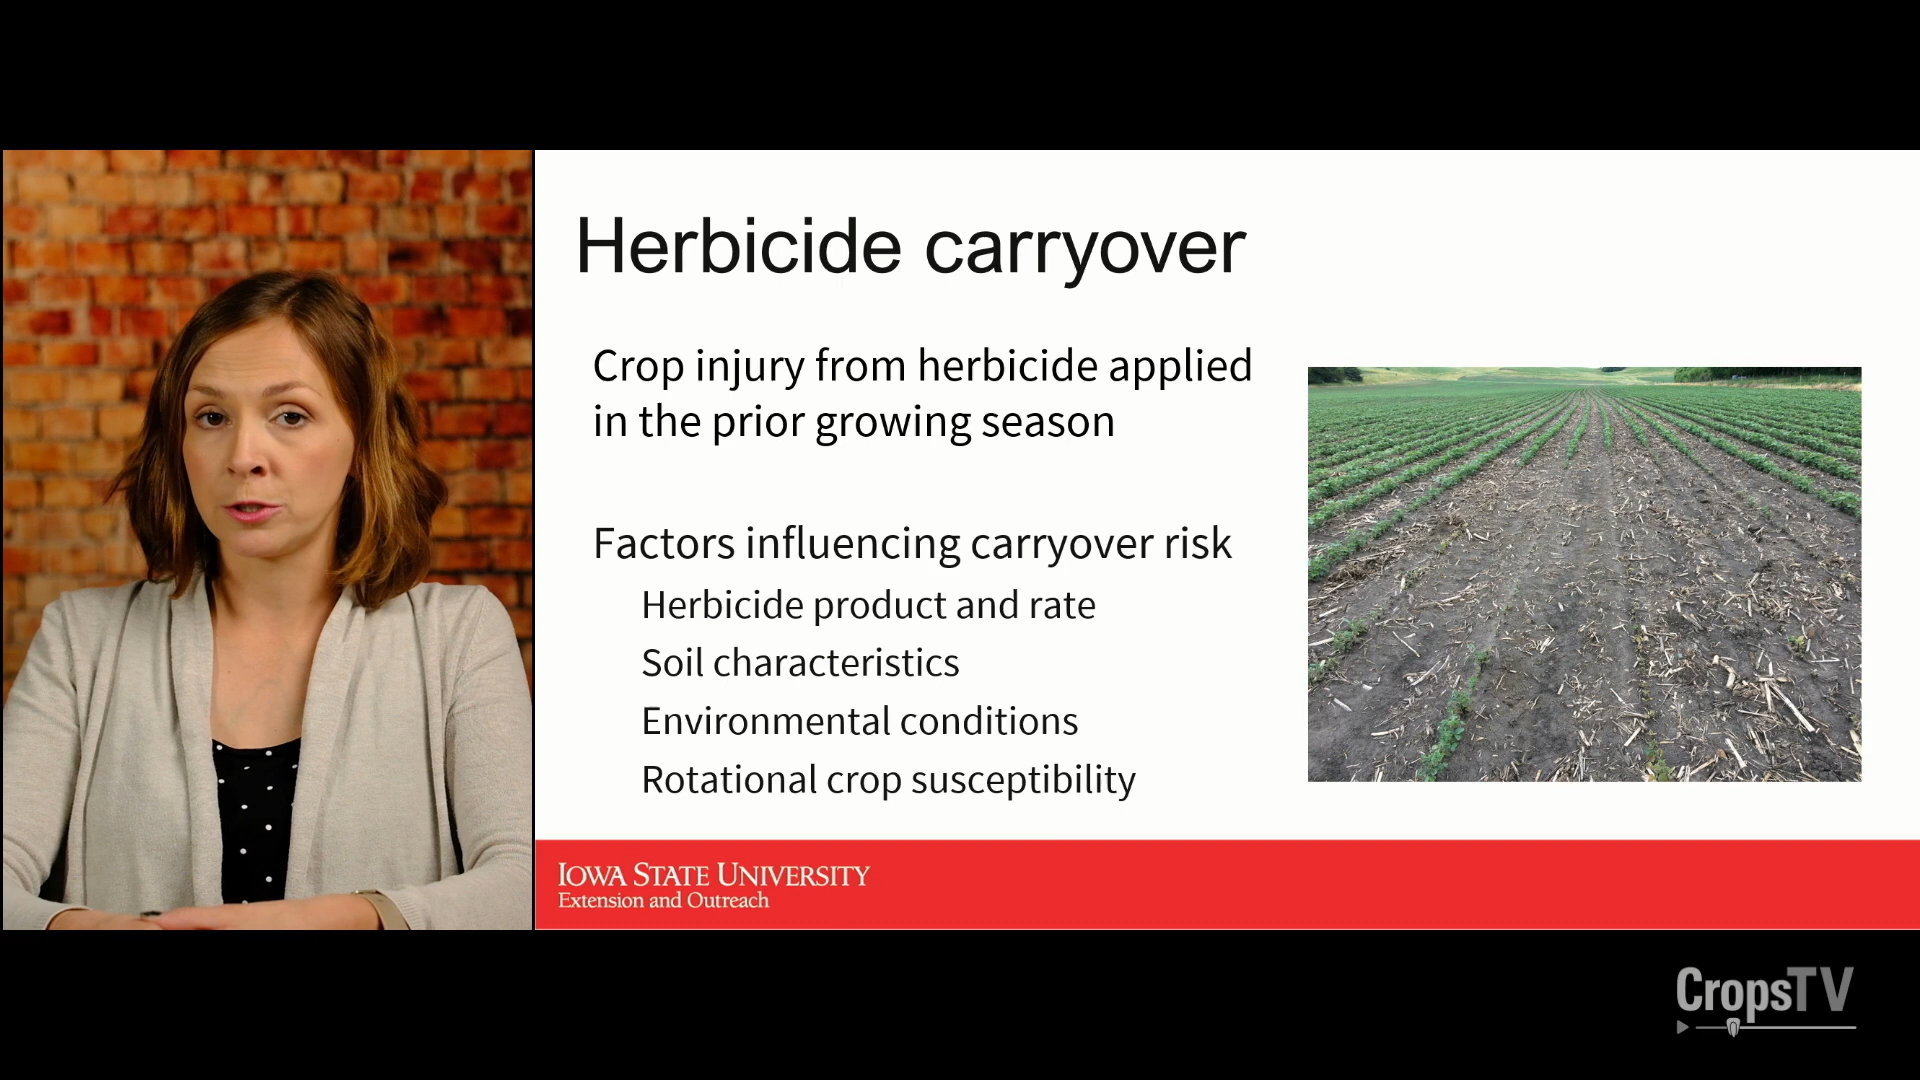 Herbicide carryover
Crop injury from herbicide applied
in the prior growing season
Factors influencing carryover risk
Herbicide product and rate
Soil characteristics
Environmental conditions
Rotational crop susceptibility
IOWA STATE UNIVERSITY
Extension and Outreach
CropsTV